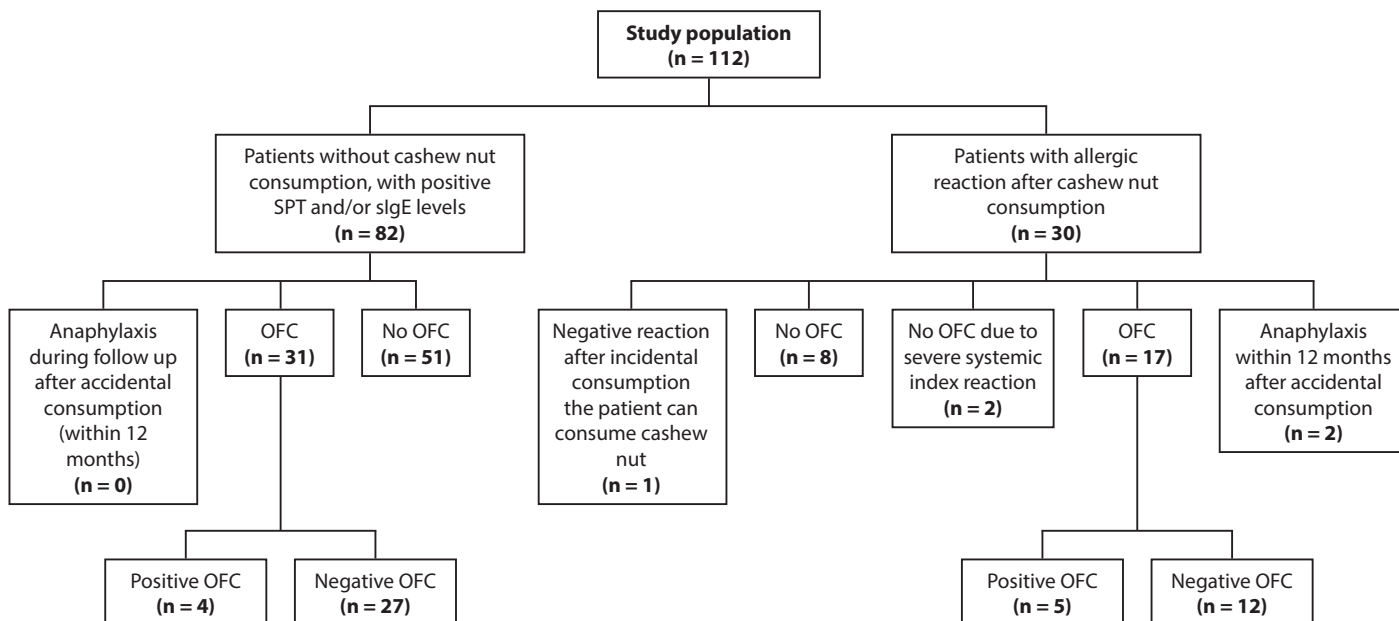 Study population
(n = 112)
Patients without cashew nut
consumption, with positive
SPT and/or sIgE levels
(n = 82)
Patients with allergic
reaction after cashew nut
consumption
(n = 30)
Anaphylaxis
during follow up
after accidental
consumption
(within 12
months)
(n = 0)
OFC
(n = 31)
No OFC
(n = 51)
Negative reaction
after incidental
consumption
the patient can
consume cashew
nut
(n = 1)
No OFC
(n = 8)
No OFC due to
severe systemic
index reaction
(n = 2)
OFC
(n = 17)
Anaphylaxis
within 12 months
after accidental
consumption
(n = 2)
Positive OFC
(n = 4)
Negative OFC
(n = 27)
Positive OFC
(n = 5)
Negative OFC
(n = 12)